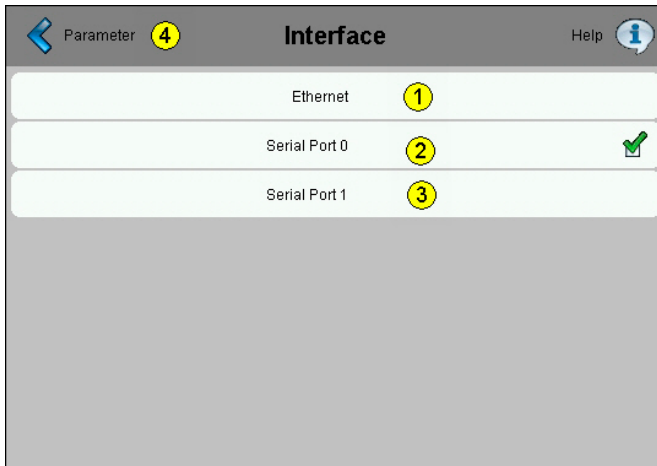 Parameter 4 Interface Help
Ethernet 1
Serial Port 0 2
Serial Port 1 3